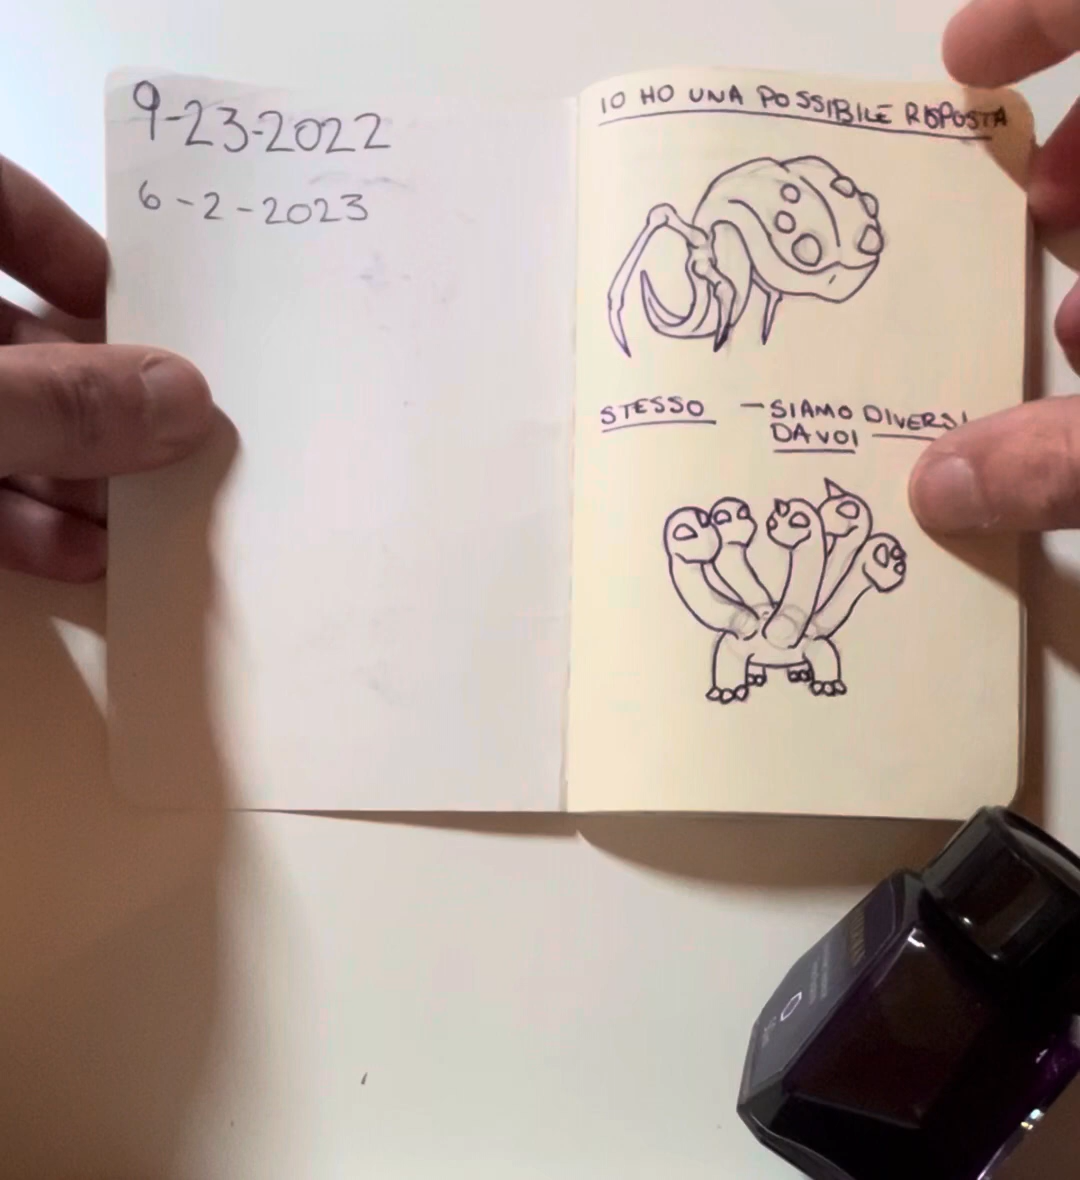 9-23-2022
6-2-2023
IO HO UNA POSSIBILE RISPOSTA
STESSO — SIAMO DIVERSI
DA VOI